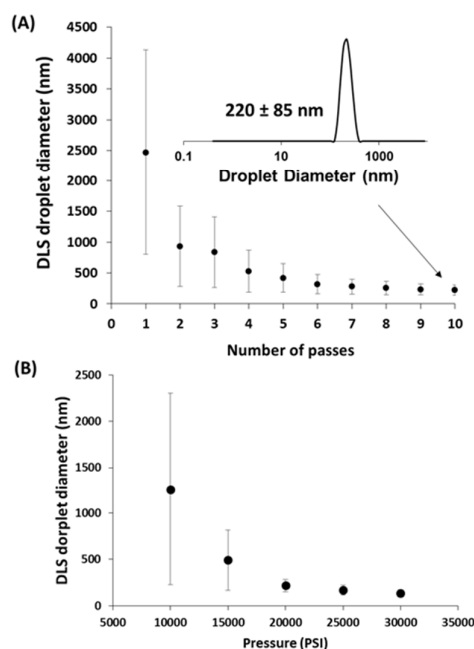 (A)
DLS droplet diameter (nm)
4500
4000
3500
3000
2500
2000
1500
1000
500
0
220 ± 85 nm
0.1 10 1000
Droplet Diameter (nm)
0 1 2 3 4 5 6 7 8 9 10
Number of passes
(B)
DLS dorplet diameter (nm)
2500
2000
1500
1000
500
0
5000 10000 15000 20000 25000 30000 35000
Pressure (PSI)